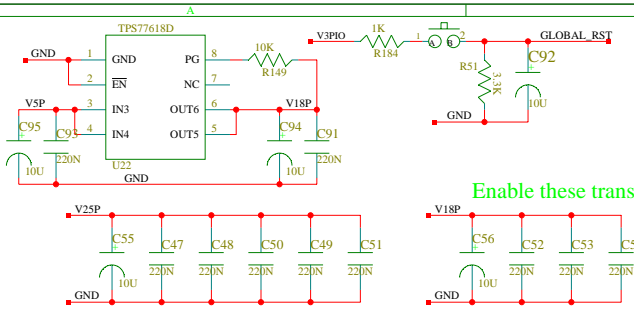 A
TPS77618D
GND
1
GND
PG
8
10K
R149
2
EN
NC
7
V5P
3
IN3
OUT6
6
V18P
4
IN4
OUT5
5
C95
10U
C93
220N
U22
C94
10U
C91
220N
GND
V3PIO
1K
R184
1
A
B
2
GLOBAL_RST
R51
3.3K
C92
10U
GND
Enable these trans
V25P
C55
C47
C48
C50
C49
C51
10U
220N
220N
220N
220N
220N
GND
V18P
C56
C52
C53
10U
220N
220N
220N
GND